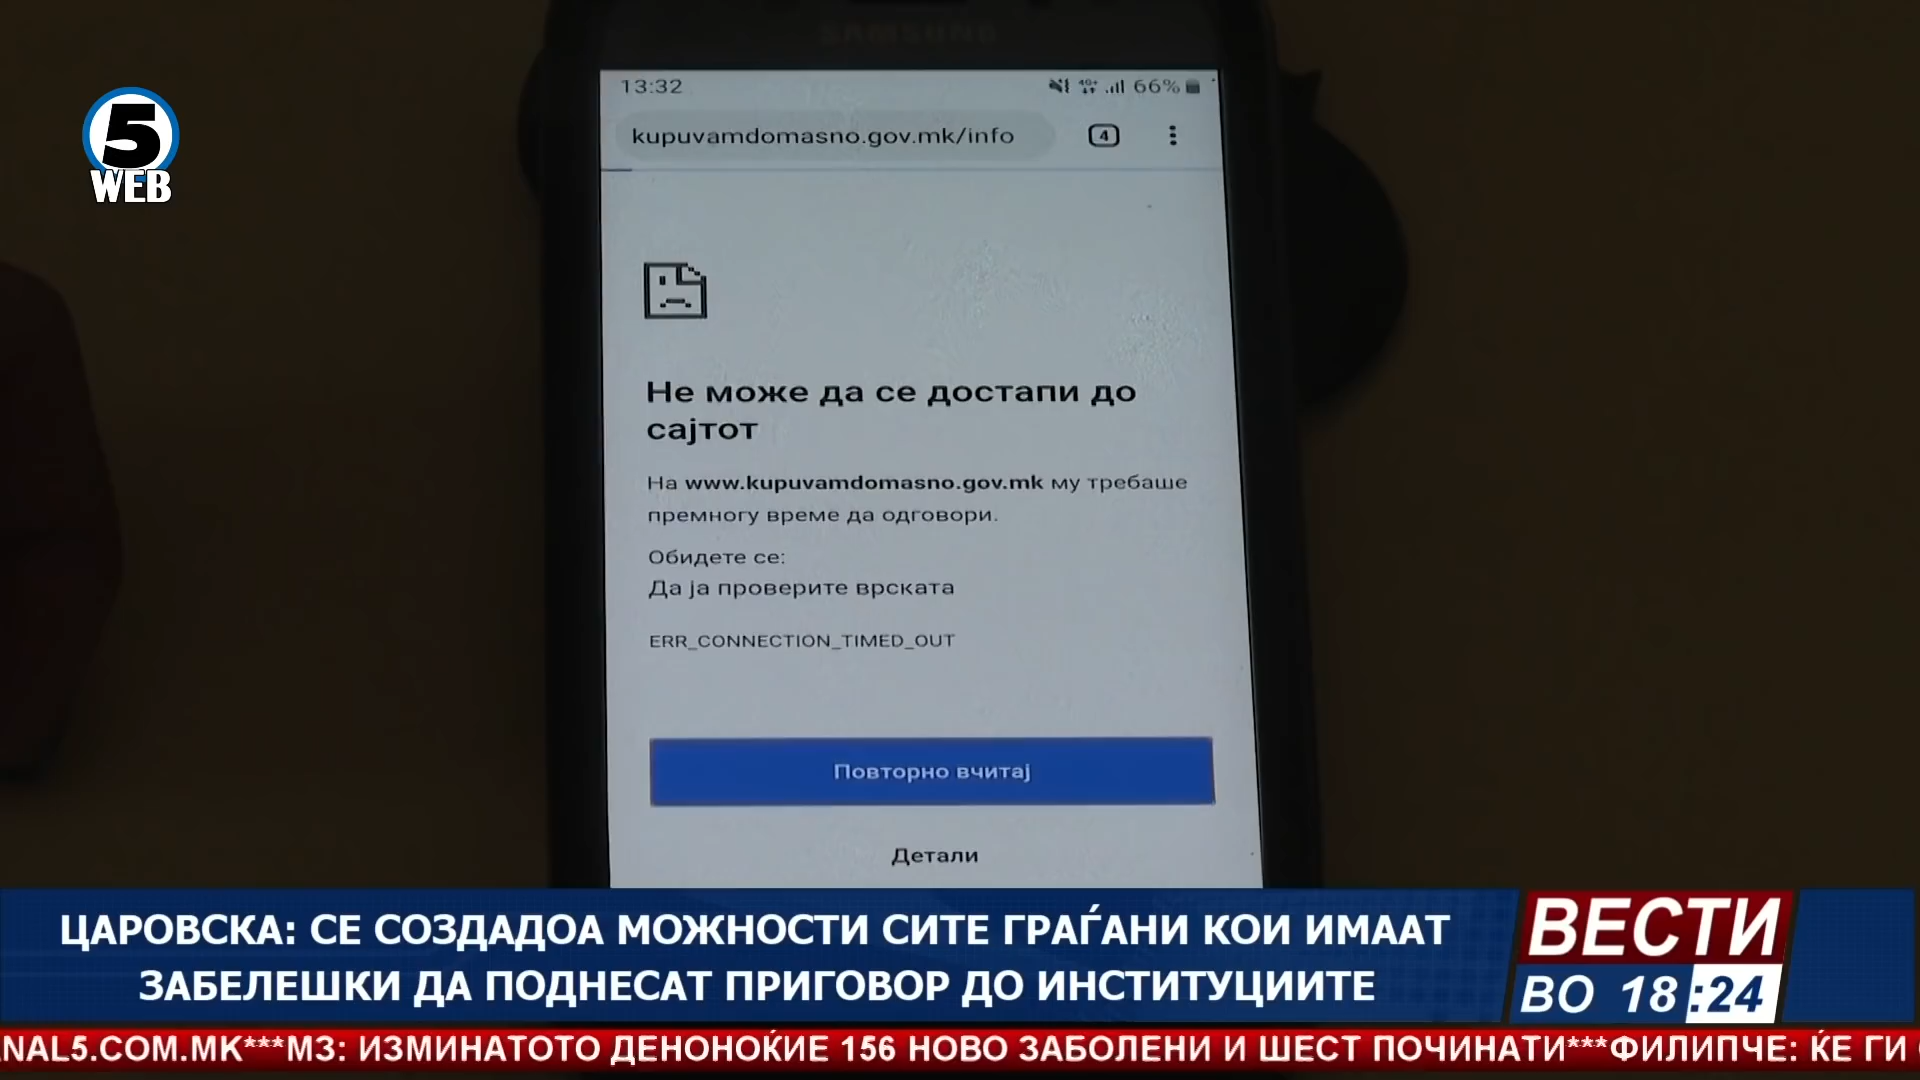 SAMSUNG
13:32
4G+
66%
5
WEB
kupuvamdomasno.gov.mk/info
4
Не може да се достапи до
сајтот
На www.kupuvamdomasno.gov.mk му требаше
премногу време да одговори.
Обидете се:
Да ја проверите врската
ERR_CONNECTION_TIMED_OUT
Повторно вчитај
Детали
ЦАРОВСКА: СЕ СОЗДАДОА МОЖНОСТИ СИТЕ ГРАЃАНИ КОИ ИМААТ
ЗАБЕЛЕШКИ ДА ПОДНЕСАТ ПРИГОВОР ДО ИНСТИТУЦИИТЕ
ВЕСТИ
ВО 18:24
NAL5.COM.MK***МЗ: ИЗМИНАТОТО ДЕНОНОЌИЕ 156 НОВО ЗАБОЛЕНИ И ШЕСТ ПОЧИНАТИ***ФИЛИПЧЕ: ЌЕ ГИ